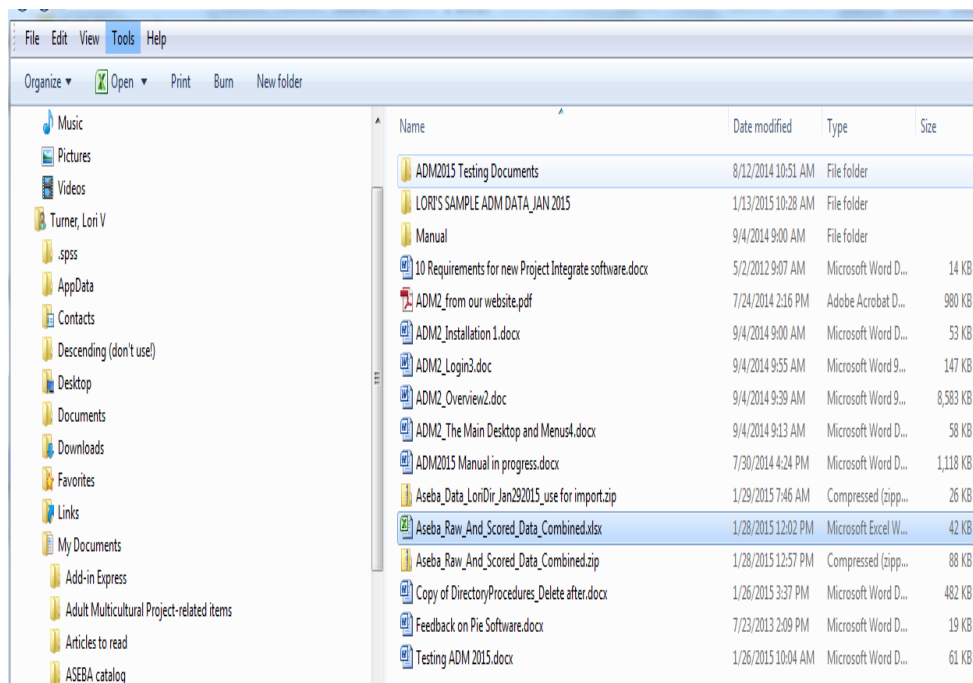 File Edit View Tools Help
Organize Open Print Burn New folder
Music
Pictures
Videos
Turner, Lori V
.spss
AppData
Contacts
Descending (don't use!)
Desktop
Documents
Downloads
Favorites
Links
My Documents
Add-in Express
Adult Multicultural Project-related items
Articles to read
ASEBA catalog
Name Date modified Type Size
ADM2015 Testing Documents 8/12/2014 10:51 AM File folder
LORI'S SAMPLE ADM DATA_JAN 2015 1/13/2015 10:28 AM File folder
Manual 9/4/2014 9:00 AM File folder
10 Requirements for new Project Integrate software.docx 5/2/2012 9:07 AM Microsoft Word D... 14 KB
ADM2_from our website.pdf 7/24/2014 2:16 PM Adobe Acrobat D... 980 KB
ADM2_Installation 1.docx 9/4/2014 9:00 AM Microsoft Word D... 53 KB
ADM2_Login3.doc 9/4/2014 9:55 AM Microsoft Word 9... 147 KB
ADM2_Overview2.doc 9/4/2014 9:39 AM Microsoft Word 9... 8,583 KB
ADM2_The Main Desktop and Menus4.docx 9/4/2014 9:13 AM Microsoft Word D... 58 KB
ADM2015 Manual in progress.docx 7/30/2014 4:24 PM Microsoft Word D... 1,118 KB
Aseba_Data_LoriDir_Jan292015_use for import.zip 1/29/2015 7:46 AM Compressed (zipp... 26 KB
Aseba_Raw_And_Scored_Data_Combined.xlsx 1/28/2015 12:02 PM Microsoft Excel W... 42 KB
Aseba_Raw_And_Scored_Data_Combined.zip 1/28/2015 12:57 PM Compressed (zipp... 88 KB
Copy of DirectoryProcedures_Delete after.docx 1/26/2015 3:37 PM Microsoft Word D... 482 KB
Feedback on Pie Software.docx 7/23/2013 2:09 PM Microsoft Word D... 19 KB
Testing ADM 2015.docx 1/26/2015 10:04 AM Microsoft Word D... 61 KB